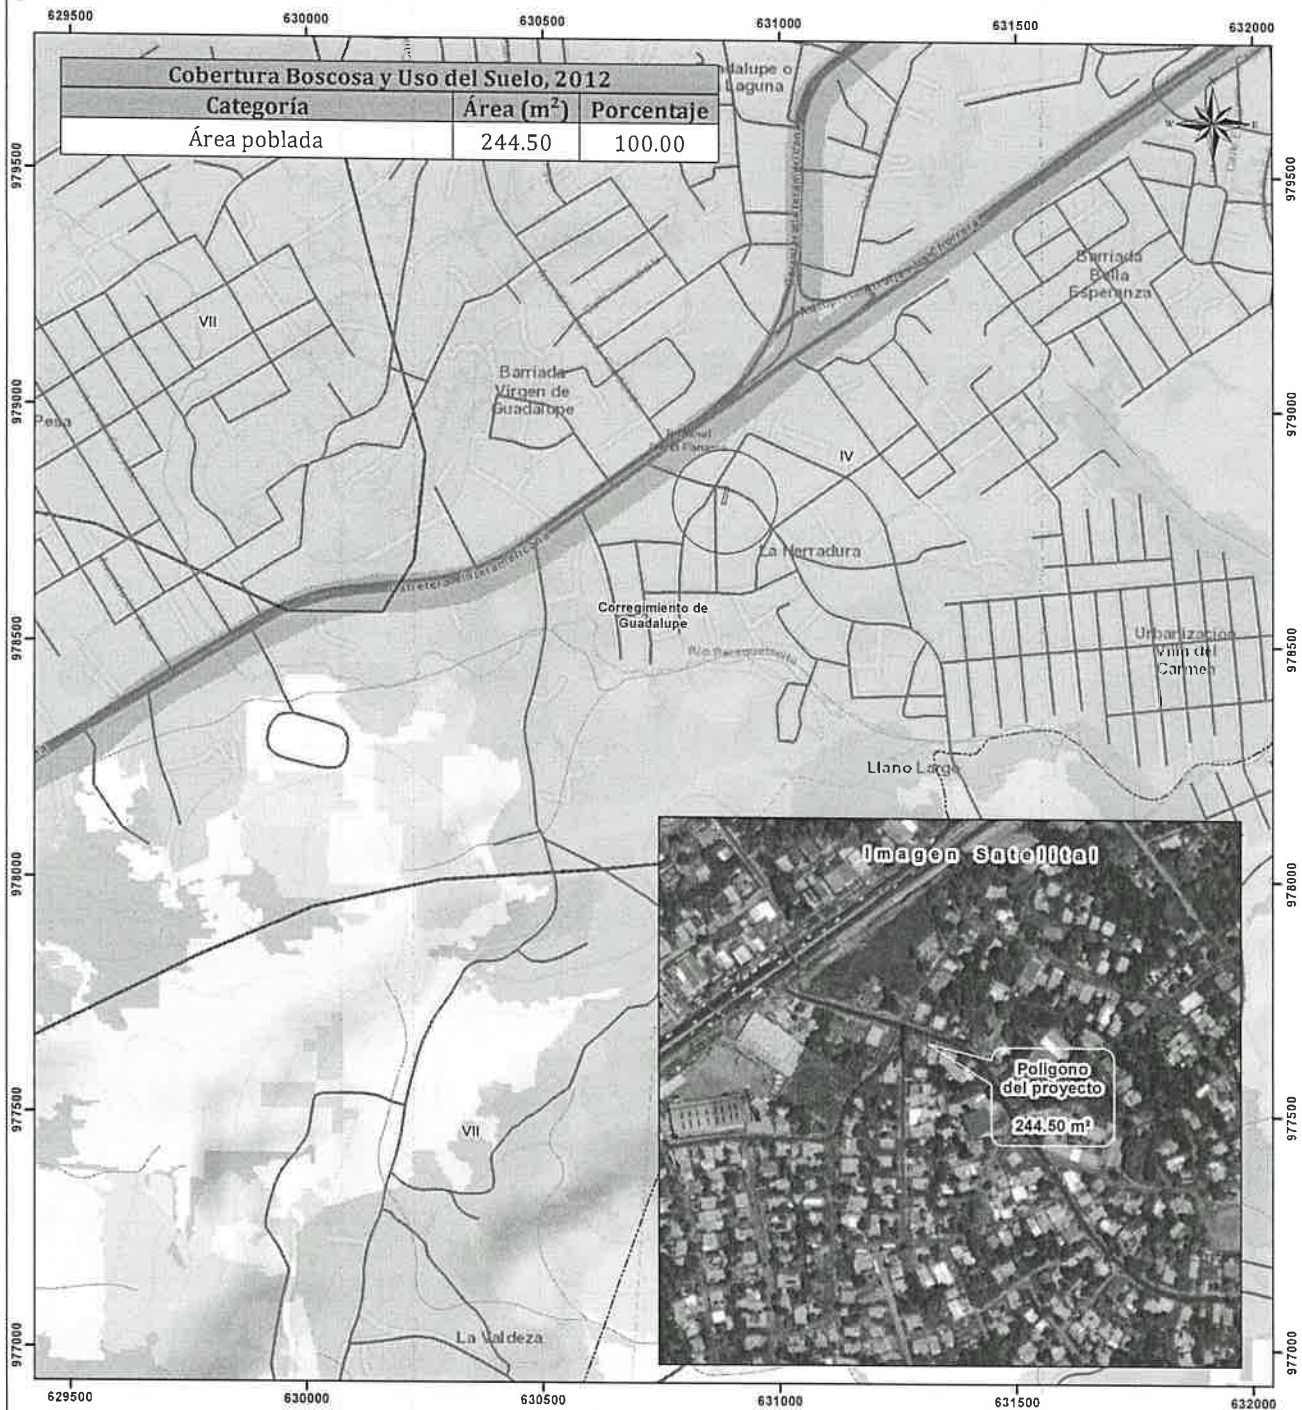 629500 630000 630500 631000 631500 632000
Cobertura Boscosa y Uso del Suelo, 2012
Categoría Área (m²) Porcentaje
Área poblada 244.50 100.00
Laguna
979500
979500
Barriada
Bella
Esperanza
VII
Barriada
Virgen de
Guadalupe
979000
979000
IV
La Herradura
Corregimiento de
Guadalupe
978500
978500
Urbanización
Villa del
Carmen
Llano Largo
978000
978000
Imagen Satelital
Poligono
del proyecto
244.50 m²
977500
977500
VII
La Valdeza
977000
977000
629500 630000 630500 631000 631500 632000